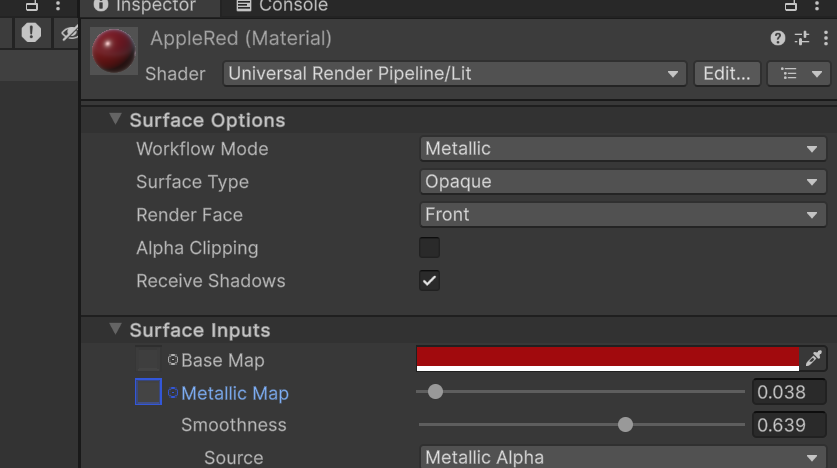 Inspector Console
AppleRed (Material)
Shader Universal Render Pipeline/Lit Edit...
Surface Options
Workflow Mode Metallic
Surface Type Opaque
Render Face Front
Alpha Clipping
Receive Shadows
Surface Inputs
Base Map
Metallic Map 0.038
Smoothness 0.639
Source Metallic Alpha